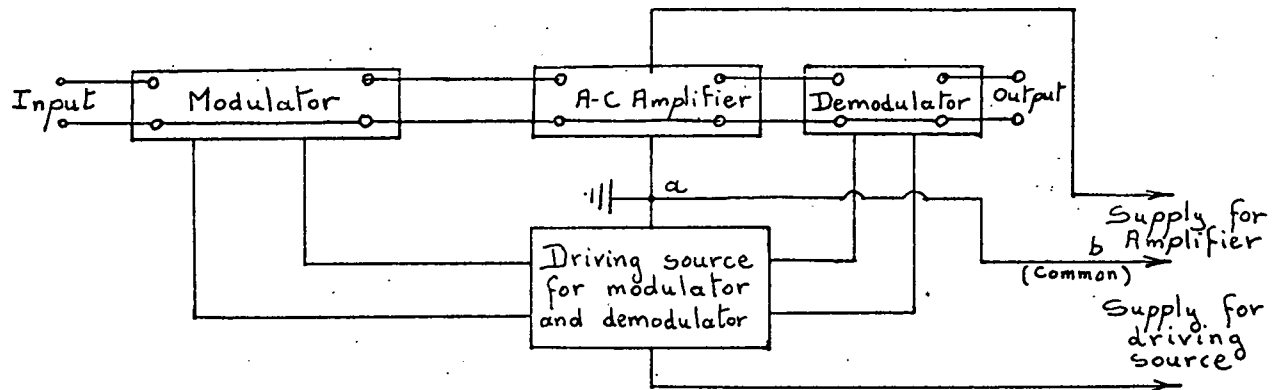 Input
Modulator
A-C Amplifier
Demodulator
Output
a
Supply for
Amplifier
b
(Common)
Driving source
for modulator
and demodulator
Supply for
driving
source